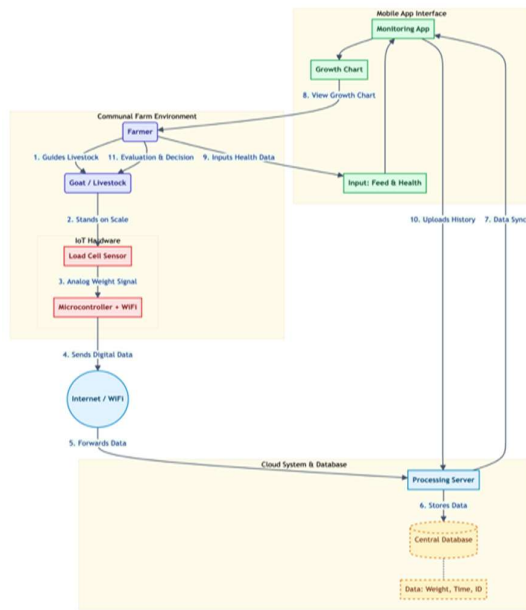 Mobile App Interface
Monitoring App
Growth Chart
8. View Growth Chart
Communal Farm Environment
Farmer
1. Guides Livestock
11. Evaluation & Decision
9. Inputs Health Data
Goat / Livestock
Input: Feed & Health
2. Stands on Scale
10. Uploads History
7. Data Sync
IoT Hardware
Load Cell Sensor
3. Analog Weight Signal
Microcontroller + WiFi
4. Sends Digital Data
Internet / WiFi
5. Forwards Data
Cloud System & Database
Processing Server
6. Stores Data
Central Database
Data: Weight, Time, ID